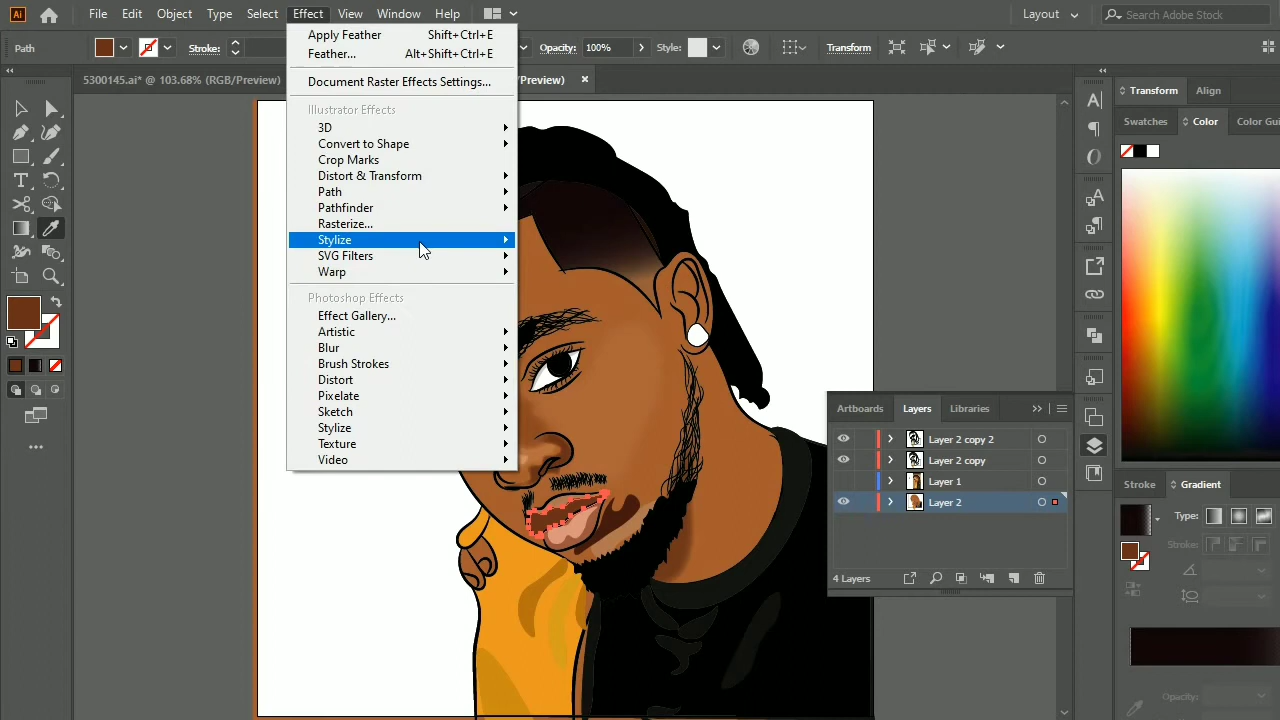 Ai File Edit Object Type Select Effect View Window Help Layout Search Adobe Stock
Path Stroke: Opacity: 100% Style: Transform
5300145.ai* @ 103.68% (RGB/Preview) /Preview) ×
Apply Feather Shift+Ctrl+E
Feather... Alt+Shift+Ctrl+E
Document Raster Effects Settings...
Illustrator Effects
3D
Convert to Shape
Crop Marks
Distort & Transform
Path
Pathfinder
Rasterize...
Stylize
SVG Filters
Warp
Photoshop Effects
Effect Gallery...
Artistic
Blur
Brush Strokes
Distort
Pixelate
Sketch
Stylize
Texture
Video
Transform Align
Swatches Color Color Gui
Artboards Layers Libraries
Layer 2 copy 2
Layer 2 copy
Layer 1
Layer 2
4 Layers
Stroke Gradient
Type:
Stroke:
Opacity: